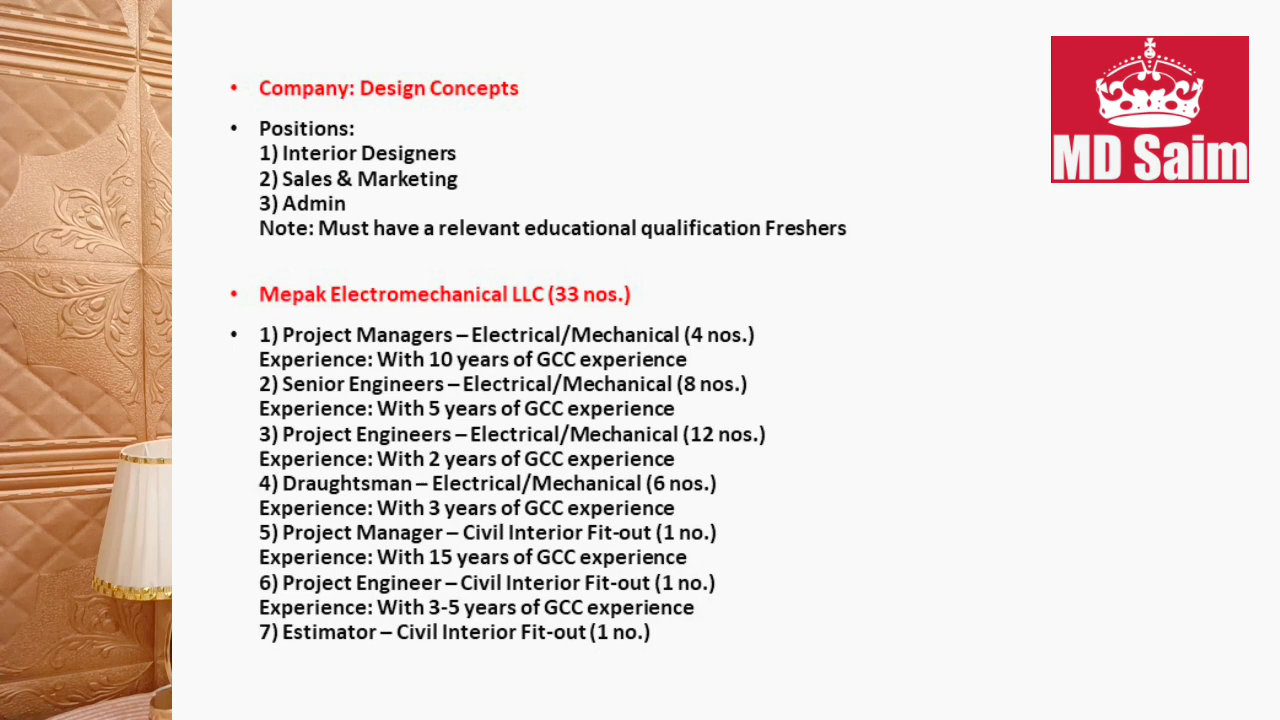 MD Saim
• Company: Design Concepts
• Positions:
1) Interior Designers
2) Sales & Marketing
3) Admin
Note: Must have a relevant educational qualification Freshers
• Mepak Electromechanical LLC (33 nos.)
• 1) Project Managers – Electrical/Mechanical (4 nos.)
Experience: With 10 years of GCC experience
2) Senior Engineers – Electrical/Mechanical (8 nos.)
Experience: With 5 years of GCC experience
3) Project Engineers – Electrical/Mechanical (12 nos.)
Experience: With 2 years of GCC experience
4) Draughtsman – Electrical/Mechanical (6 nos.)
Experience: With 3 years of GCC experience
5) Project Manager – Civil Interior Fit-out (1 no.)
Experience: With 15 years of GCC experience
6) Project Engineer – Civil Interior Fit-out (1 no.)
Experience: With 3-5 years of GCC experience
7) Estimator – Civil Interior Fit-out (1 no.)